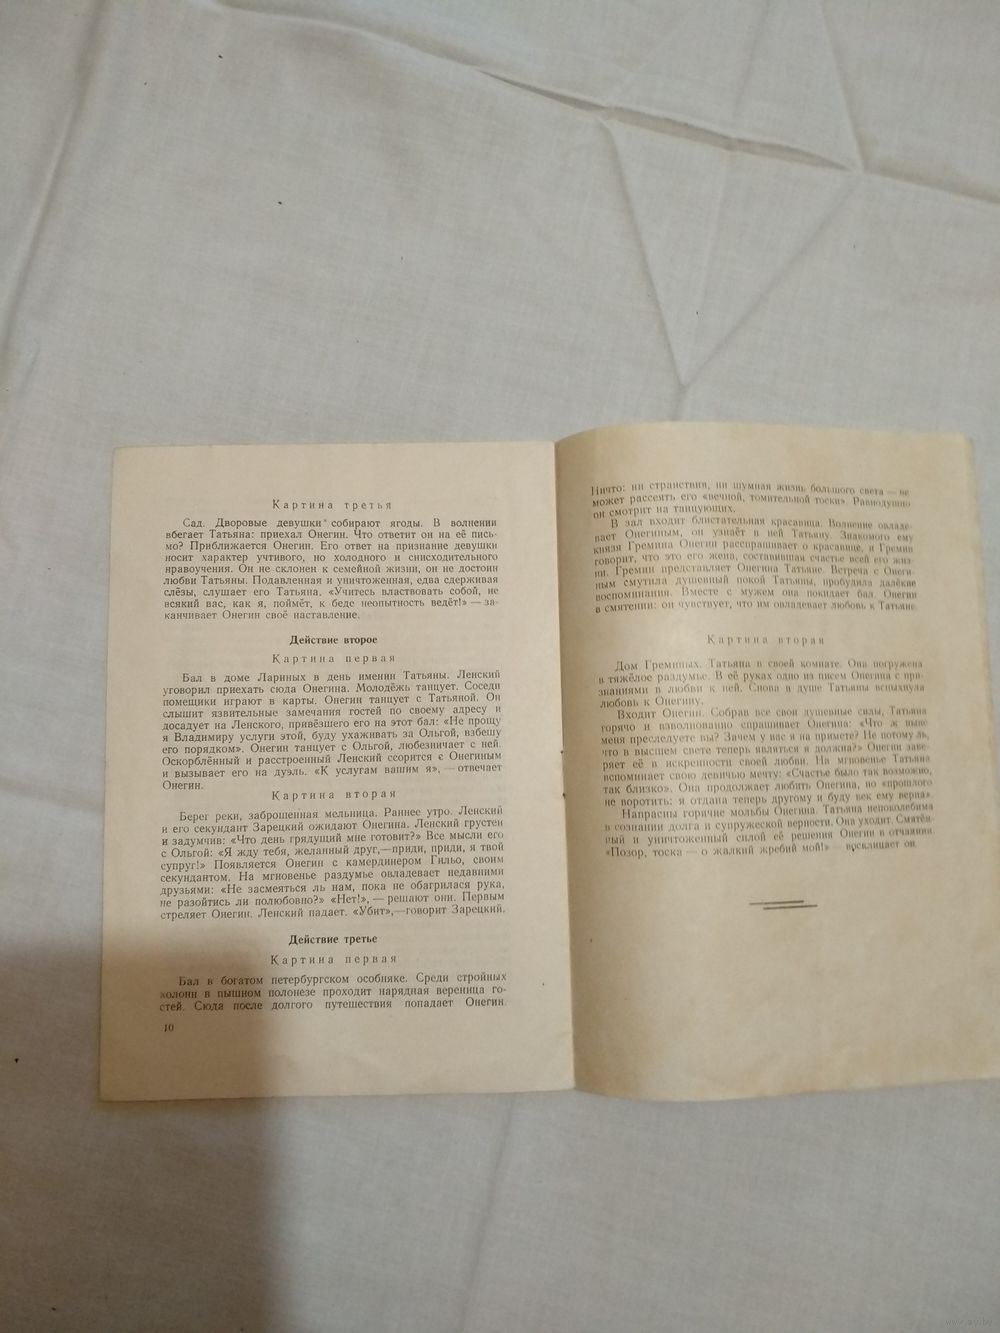 Картина третья
Сад. Дворовые девушки собирают ягоды. В волнении
вбегает Татьяна: приехал Онегин. Что ответит он на её пись-
мо? Приближается Онегин. Его ответ на признание девушки
носит характер учтивого, но холодного и снисходительного
нравоучения. Он не склонен к семейной жизни, он не достоин
любви Татьяны. Подавленная и уничтоженная, едва сдерживая
слёзы, слушает его Татьяна. «Учитесь властвовать собой, не
всякий вас, как я, поймёт, к беде неопытность ведёт!» — за-
канчивает Онегин своё наставление.
Действие второе
Картина первая
Бал в доме Лариных в день именин Татьяны. Ленский
уговорил приехать сюда Онегина. Молодёжь танцует. Соседи
помещики играют в карты. Онегин танцует с Татьяной. Он
слышит язвительные замечания гостей по своему адресу и
досадует на Ленского, привёзшего его на этот бал: «Не прощу
я Владимиру услуги этой, буду ухаживать за Ольгой, взбешу
его порядком». Онегин танцует с Ольгой, любезничает с ней.
Оскорблённый и расстроенный Ленский ссорится с Онегиным
и вызывает его на дуэль. «К услугам вашим я», — отвечает
Онегин.
Картина вторая
Берег реки, заброшенная мельница. Раннее утро. Ленский
и его секундант Зарецкий ожидают Онегина. Ленский грустен
и задумчив: «Что день грядущий мне готовит?» Все мысли его
с Ольгой: «Я жду тебя, желанный друг,—приди, приди, я твой
супруг!» Появляется Онегин с камердинером Гильо, своим
секундантом. На мгновенье раздумье овладевает недавними
друзьями: «Не засмеяться ль нам, пока не обагрилася рука,
не разойтись ли полюбовно?» «Нет!», — решают они. Первым
стреляет Онегин. Ленский падает. «Убит»,—говорит Зарецкий.
Действие третье
Картина первая
Бал в богатом петербургском особняке. Среди стройных
колонн в пышном полонезе проходит нарядная вереница го-
стей. Сюда после долгого путешествия попадает Онегин.
10
Ничто: ни странствия, ни шумная жизнь большого света — не
может рассеять его «вечной, томительной тоски». Равнодушно
он смотрит на танцующих.
В зал входит блистательная красавица. Волнение овладе-
вает Онегиным, он узнаёт в ней Татьяну. Знакомого ему
князя Гремина Онегин расспрашивает о красавице, и Гремин
говорит, что это его жена, составившая счастье всей его жиз-
ни. Гремин представляет Онегина Татьяне. Встреча с Онеги-
ным смутила душевный покой Татьяны, пробудила далёкие
воспоминания. Вместе с мужем она покидает бал. Онегин
в смятении: он чувствует, что им овладевает любовь к Татьяне.
Картина вторая
Дом Греминых. Татьяна в своей комнате. Она погружена
в тяжёлое раздумье. В её руках одно из писем Онегина с при-
знаниями в любви к ней. Снова в душе Татьяны вспыхнула
любовь к Онегину.
Входит Онегин. Собрав все свои душевные силы, Татьяна
горячо и взволнованно спрашивает Онегина: «Что ж ныне
меня преследуете вы? Зачем у вас я на примете? Не потому ль,
что в высшем свете теперь являться я должна?» Онегин заве-
ряет её в искренности своей любви. На мгновенье Татьяна
вспоминает свою девичью мечту: «Счастье было так возможно,
так близко». Она продолжает любить Онегина, но «прошлого
не воротить: я отдана теперь другому и буду век ему верна».
Напрасны горячие мольбы Онегина. Татьяна непоколебима
в сознании долга и супружеской верности. Она уходит. Смятён-
ный и уничтоженный силой её решения Онегин в отчаянии.
«Позор, тоска — о жалкий жребий мой!» — восклицает он.